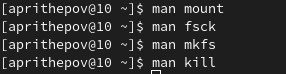 [aprithepov@10 ~]$ man mount
[aprithepov@10 ~]$ man fsck
[aprithepov@10 ~]$ man mkfs
[aprithepov@10 ~]$ man kill